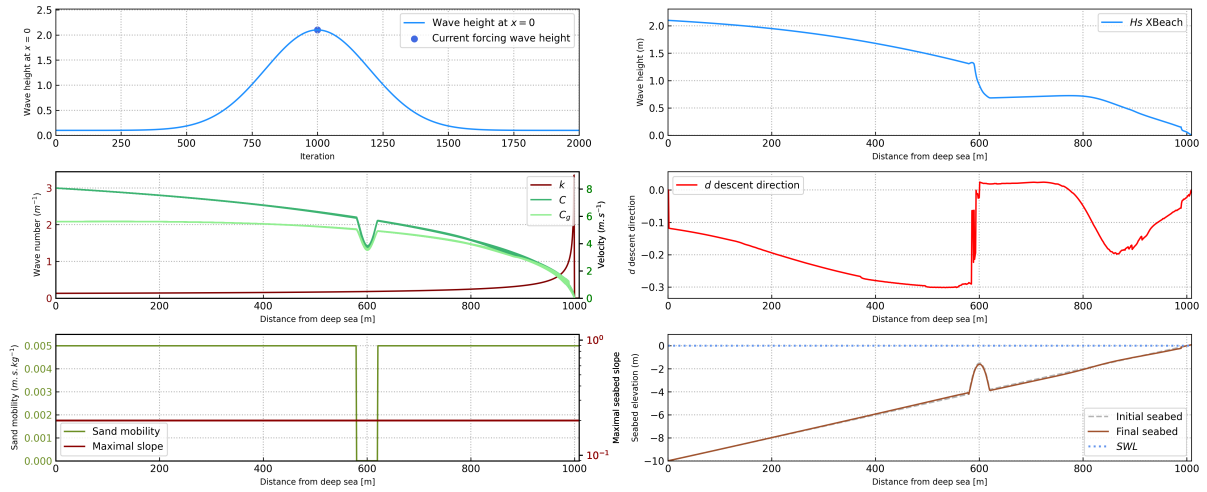 Wave height at x = 0
2.5
2.0
1.5
1.0
0.5
0.0
Wave height at x = 0
Current forcing wave height
0 250 500 750 1000 1250 1500 1750 2000
Iteration
Wave height (m)
2.0
1.5
1.0
0.5
0.0
Hs XBeach
0 200 400 600 800 1000
Distance from deep sea [m]
Wave number (m⁻¹)
3
2
1
0
k
C
C_g
8
6
4
2
0
Velocity (m.s⁻¹)
0 200 400 600 800 1000
Distance from deep sea [m]
d descent direction
0.0
−0.1
−0.2
−0.3
d descent direction
0 200 400 600 800 1000
Distance from deep sea [m]
Sand mobility (m.s.kg⁻¹)
0.005
0.004
0.003
0.002
0.001
0.000
Sand mobility
Maximal slope
10⁰
10⁻¹
Maximal seabed slope
0 200 400 600 800 1000
Distance from deep sea [m]
Seabed elevation (m)
0
−2
−4
−6
−8
−10
Initial seabed
Final seabed
SWL
0 200 400 600 800 1000
Distance from deep sea [m]